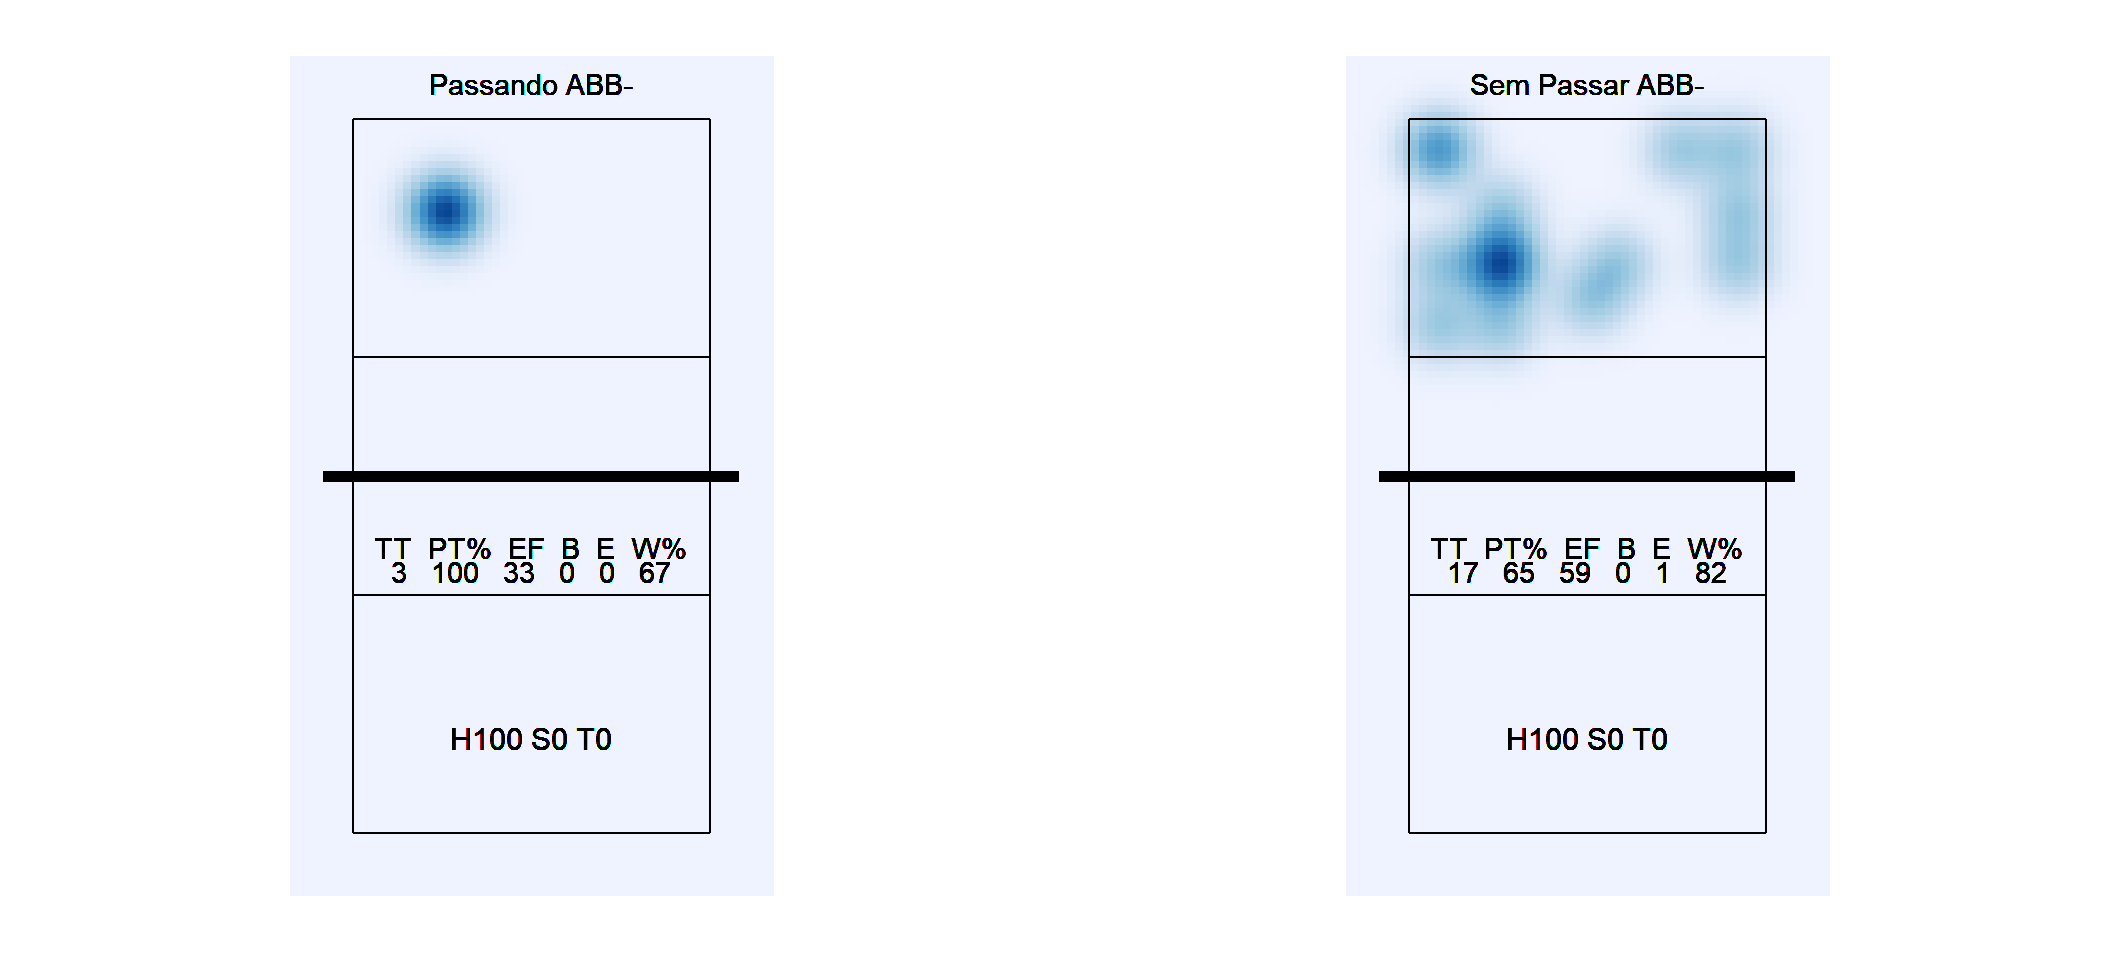 Passando ABB-
TT PT% EF B E W%
3 100 33 0 0 67
H100 S0 T0
Sem Passar ABB-
TT PT% EF B E W%
17 65 59 0 1 82
H100 S0 T0